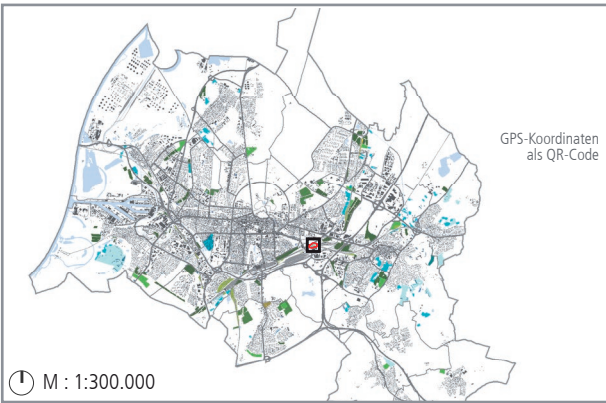 GPS-Koordinaten
als QR-Code
M : 1:300.000